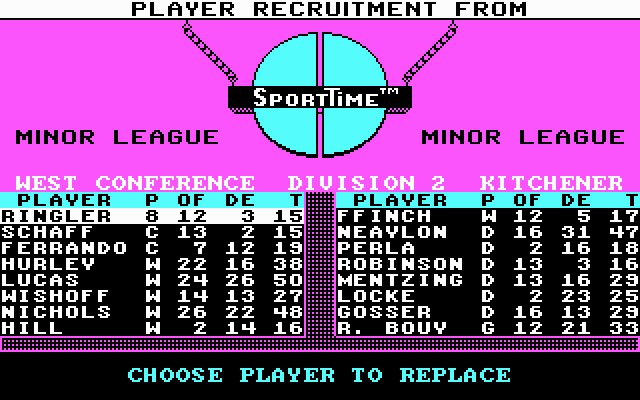 PLAYER RECRUITMENT FROM
SPORTTIME™
MINOR LEAGUE MINOR LEAGUE
WEST CONFERENCE DIVISION 2 KITCHENER
PLAYER P OF DE T PLAYER P OF DE T
RINGLER 8 12 3 15 FFINCH W 12 5 17
SCHAFF C 13 2 15 NEAYLON D 16 31 47
FERRANDO C 7 12 19 PERLA D 2 16 18
HURLEY W 22 16 38 ROBINSON D 13 3 16
LUCAS W 24 26 50 MENTZING D 13 16 29
WISHOFF W 14 13 27 LOCKE D 2 23 25
NICHOLS W 26 22 48 GOSSER D 16 13 29
HILL W 2 14 16 R. BOUY G 12 21 33
CHOOSE PLAYER TO REPLACE